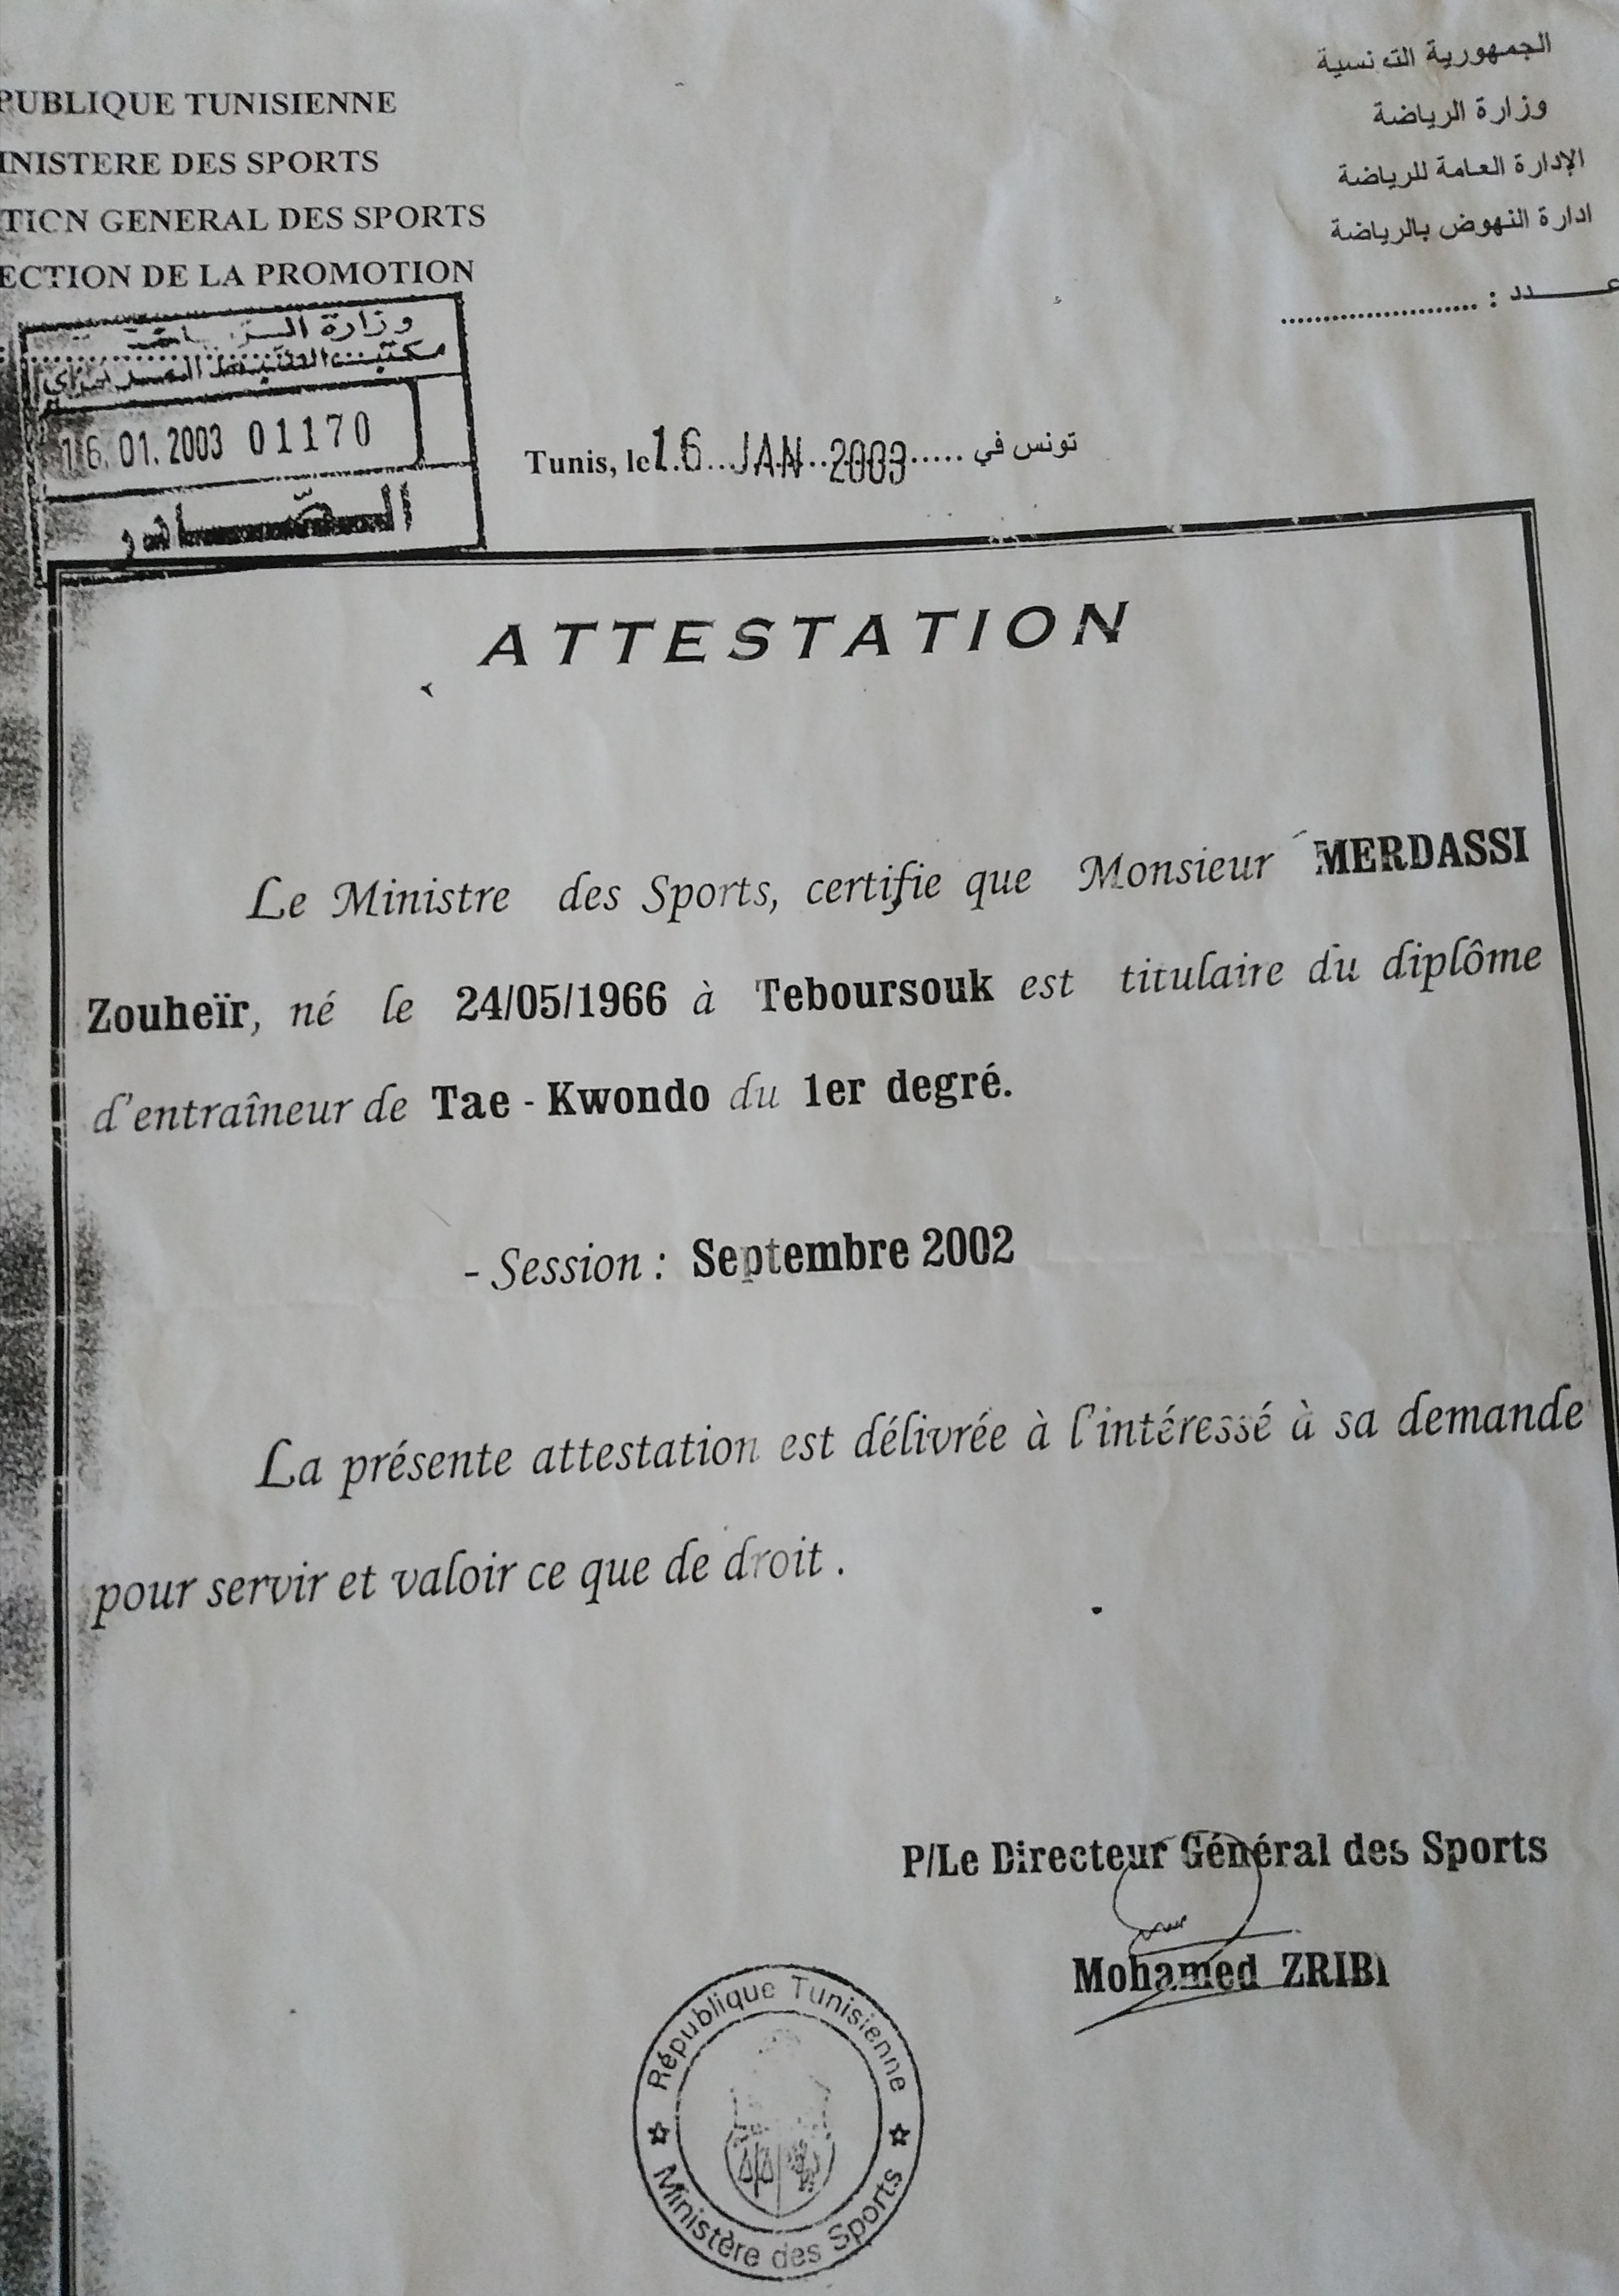 PUBLIQUE TUNISIENNE
INISTERE DES SPORTS
TION GENERAL DES SPORTS
ECTION DE LA PROMOTION
الجمهورية التونسية
وزارة الرياضة
الإدارة العامة للرياضة
ادارة النهوض بالرياضة
عـــدد : ........................
وزارة
مكتب
16.01.2003 01170
Tunis, le 16 JAN 2003 تونس في
ATTESTATION
Le Ministre des Sports, certifie que Monsieur MERDASSI
Zouheïr, né le 24/05/1966 à Teboursouk est titulaire du diplôme
d'entraîneur de Tae - Kwondo du 1er degré.
- Session : Septembre 2002
La présente attestation est délivrée à l'intéressé à sa demande
pour servir et valoir ce que de droit .
P/Le Directeur Général des Sports
Mohamed ZRIBI
République Tunisienne
Ministère des Sports